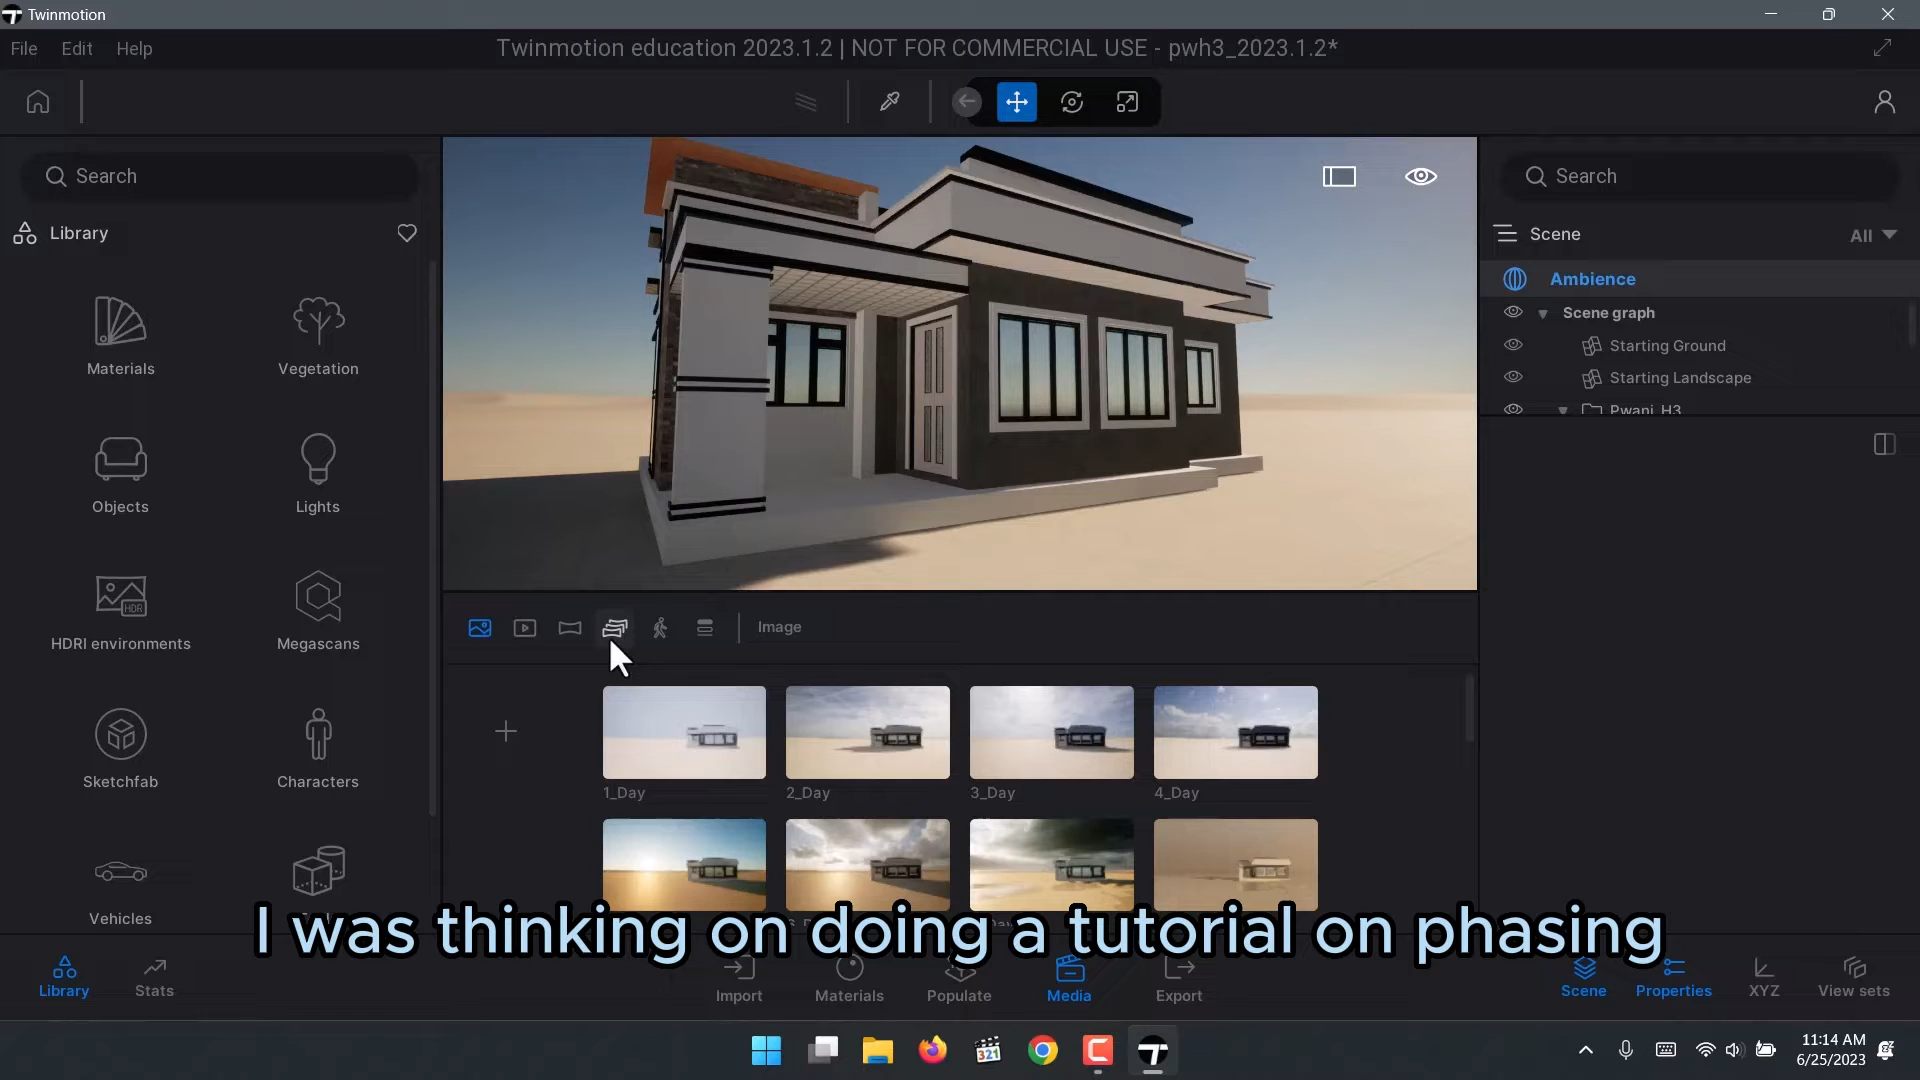 Twinmotion
File Edit Help
Twinmotion education 2023.1.2 | NOT FOR COMMERCIAL USE - pwh3_2023.1.2*
Search
Library
Materials
Vegetation
Objects
Lights
HDRI environments
HDR
Megascans
Sketchfab
Characters
Vehicles
Image
1_Day
2_Day
3_Day
4_Day
Search
Scene
All
Ambience
Scene graph
Starting Ground
Starting Landscape
Pwani_H3
I was thinking on doing a tutorial on phasing
Library
Stats
Import
Materials
Populate
Media
Export
Scene
Properties
XYZ
View sets
321
11:14 AM
6/25/2023